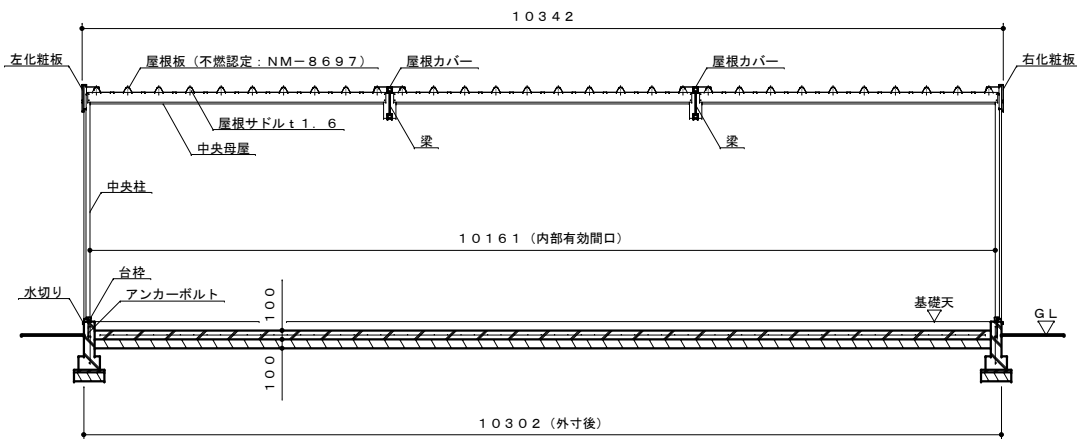 １０３４２
左化粧板
屋根板（不燃認定：ＮＭ－８６９７）
屋根カバー
屋根カバー
右化粧板
屋根サドルｔ１．６
中央母屋
梁
梁
中央柱
１０１６１（内部有効間口）
台枠
水切り
アンカーボルト
１００
基礎天
ＧＬ
１００
１０３０２（外寸後）